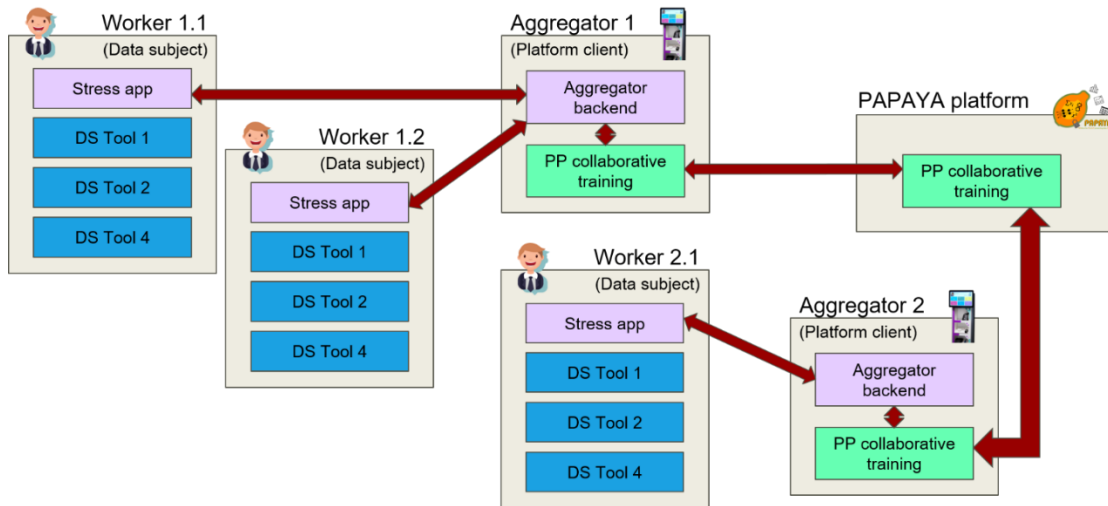 Worker 1.1
(Data subject)
Stress app
DS Tool 1
DS Tool 2
DS Tool 4
Worker 1.2
(Data subject)
Stress app
DS Tool 1
DS Tool 2
DS Tool 4
Aggregator 1
(Platform client)
Aggregator
backend
PP collaborative
training
PAPAYA platform
PAPAYA
PP collaborative
training
Worker 2.1
(Data subject)
Stress app
DS Tool 1
DS Tool 2
DS Tool 4
Aggregator 2
(Platform client)
Aggregator
backend
PP collaborative
training